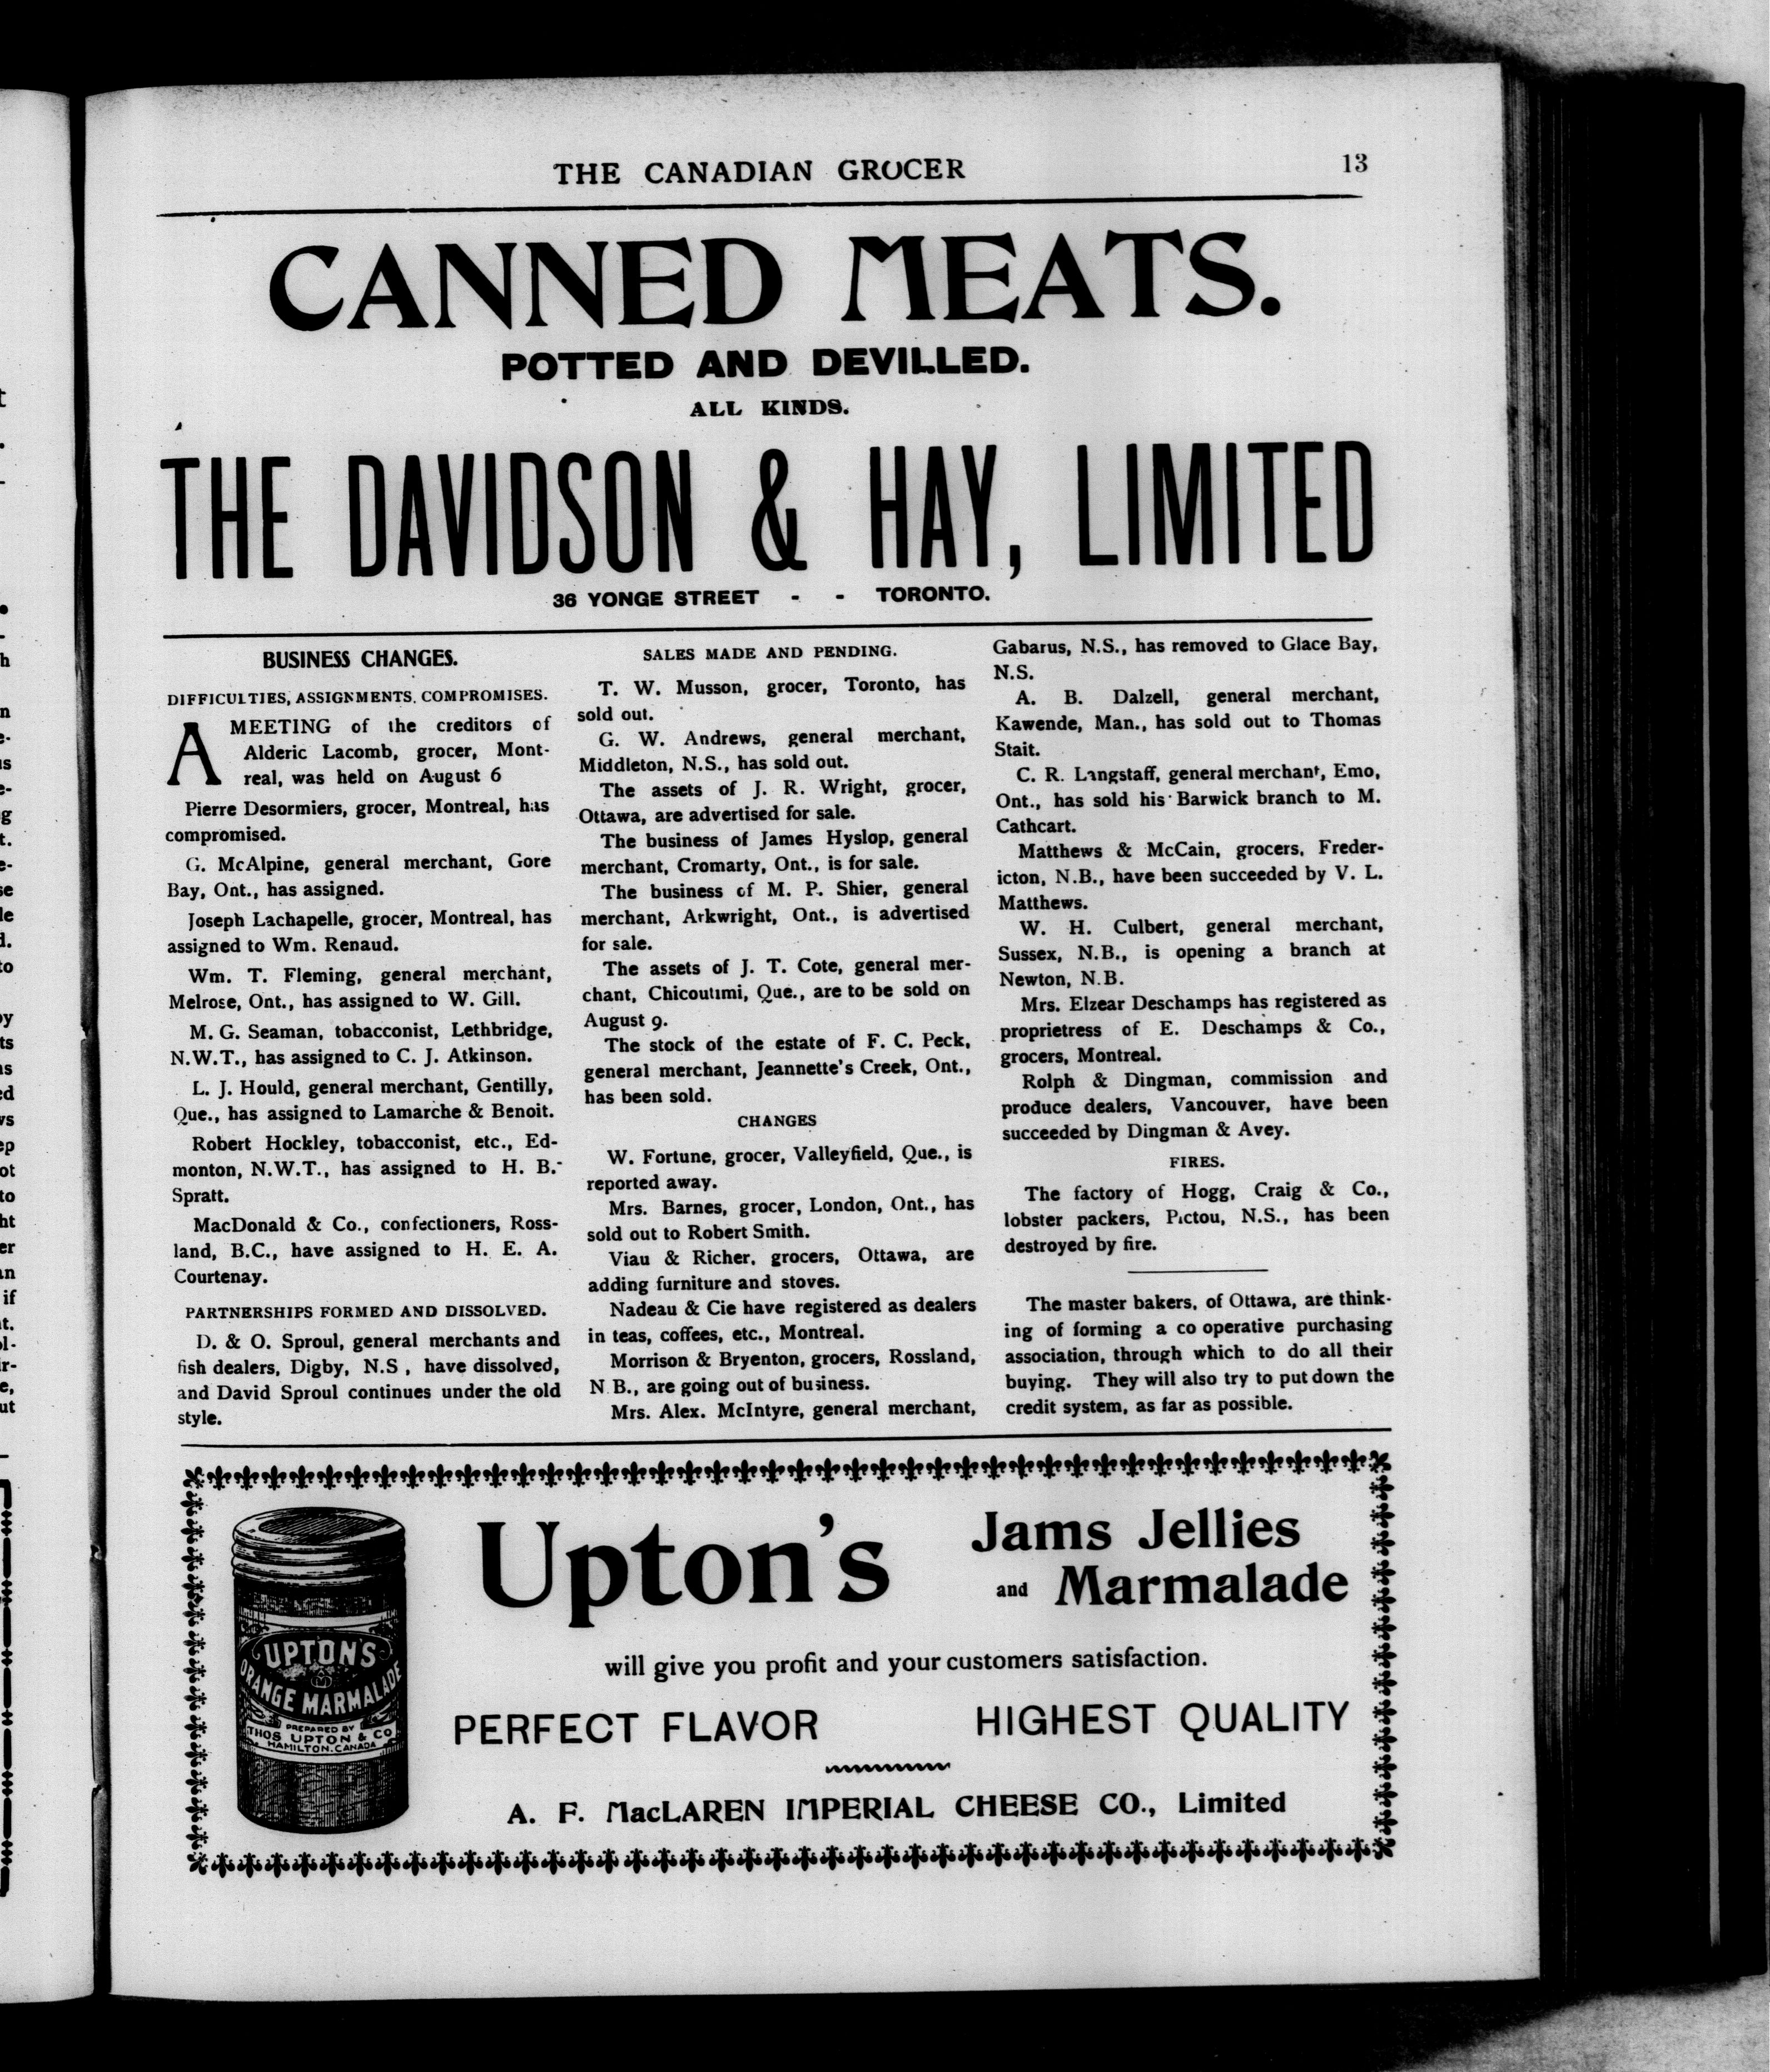 THE CANADIAN GROCER
13
CANNED MEATS.
POTTED AND DEVILLED.
ALL KINDS.
THE DAVIDSON & HAY, LIMITED
36 YONGE STREET - - TORONTO.
BUSINESS CHANGES.
DIFFICULTIES, ASSIGNMENTS, COMPROMISES.
A MEETING of the creditors of
Alderic Lacomb, grocer, Mont-
real, was held on August 6
Pierre Desormiers, grocer, Montreal, has
compromised.
G. McAlpine, general merchant, Gore
Bay, Ont., has assigned.
Joseph Lachapelle, grocer, Montreal, has
assigned to Wm. Renaud.
Wm. T. Fleming, general merchant,
Melrose, Ont., has assigned to W. Gill.
M. G. Seaman, tobacconist, Lethbridge,
N.W.T., has assigned to C. J. Atkinson.
L. J. Hould, general merchant, Gentilly,
Que., has assigned to Lamarche & Benoit.
Robert Hockley, tobacconist, etc., Ed-
monton, N.W.T., has assigned to H. B.
Spratt.
MacDonald & Co., confectioners, Ross-
land, B.C., have assigned to H. E. A.
Courtenay.
PARTNERSHIPS FORMED AND DISSOLVED.
D. & O. Sproul, general merchants and
fish dealers, Digby, N.S , have dissolved,
and David Sproul continues under the old
style.
SALES MADE AND PENDING.
T. W. Musson, grocer, Toronto, has
sold out.
G. W. Andrews, general merchant,
Middleton, N.S., has sold out.
The assets of J. R. Wright, grocer,
Ottawa, are advertised for sale.
The business of James Hyslop, general
merchant, Cromarty, Ont., is for sale.
The business of M. P. Shier, general
merchant, Arkwright, Ont., is advertised
for sale.
The assets of J. T. Cote, general mer-
chant, Chicoutimi, Que., are to be sold on
August 9.
The stock of the estate of F. C. Peck,
general merchant, Jeannette's Creek, Ont.,
has been sold.
CHANGES
W. Fortune, grocer, Valleyfield, Que., is
reported away.
Mrs. Barnes, grocer, London, Ont., has
sold out to Robert Smith.
Viau & Richer, grocers, Ottawa, are
adding furniture and stoves.
Nadeau & Cie have registered as dealers
in teas, coffees, etc., Montreal.
Morrison & Bryenton, grocers, Rossland,
N B., are going out of business.
Mrs. Alex. McIntyre, general merchant,
Gabarus, N.S., has removed to Glace Bay,
N.S.
A. B. Dalzell, general merchant,
Kawende, Man., has sold out to Thomas
Stait.
C. R. Langstaff, general merchant, Emo,
Ont., has sold his Barwick branch to M.
Cathcart.
Matthews & McCain, grocers, Freder-
icton, N.B., have been succeeded by V. L.
Matthews.
W. H. Culbert, general merchant,
Sussex, N.B., is opening a branch at
Newton, N.B.
Mrs. Elzear Deschamps has registered as
proprietress of E. Deschamps & Co.,
grocers, Montreal.
Rolph & Dingman, commission and
produce dealers, Vancouver, have been
succeeded by Dingman & Avey.
FIRES.
The factory of Hogg, Craig & Co.,
lobster packers, Pictou, N.S., has been
destroyed by fire.
The master bakers, of Ottawa, are think-
ing of forming a co operative purchasing
association, through which to do all their
buying. They will also try to put down the
credit system, as far as possible.
UPTON'S
ORANGE MARMALADE
PREPARED BY
THOS UPTON & CO
HAMILTON. CANADA
Upton's Jams Jellies
and Marmalade
will give you profit and your customers satisfaction.
PERFECT FLAVOR HIGHEST QUALITY
A. F. MacLAREN IMPERIAL CHEESE CO., Limited